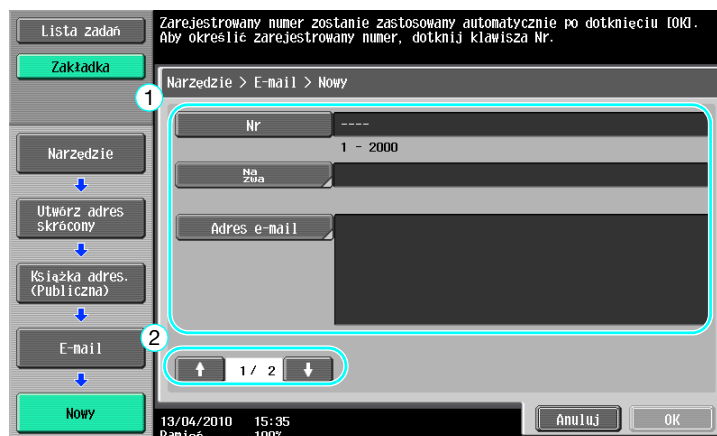 Lista zadań
Zakładka
Zarejestrowany numer zostanie zastosowany automatycznie po dotknięciu [OK].
Aby określić zarejestrowany numer, dotknij klawisza Nr.
Narzędzie > E-mail > Nowy
1
Nr
----
1 - 2000
Na
zwa
Adres e-mail
Narzędzie
Utwórz adres
skrócony
Książka adres.
(Publiczna)
E-mail
Nowy
2
1/ 2
13/04/2010 15:35
Pamięć 100%
Anuluj
OK